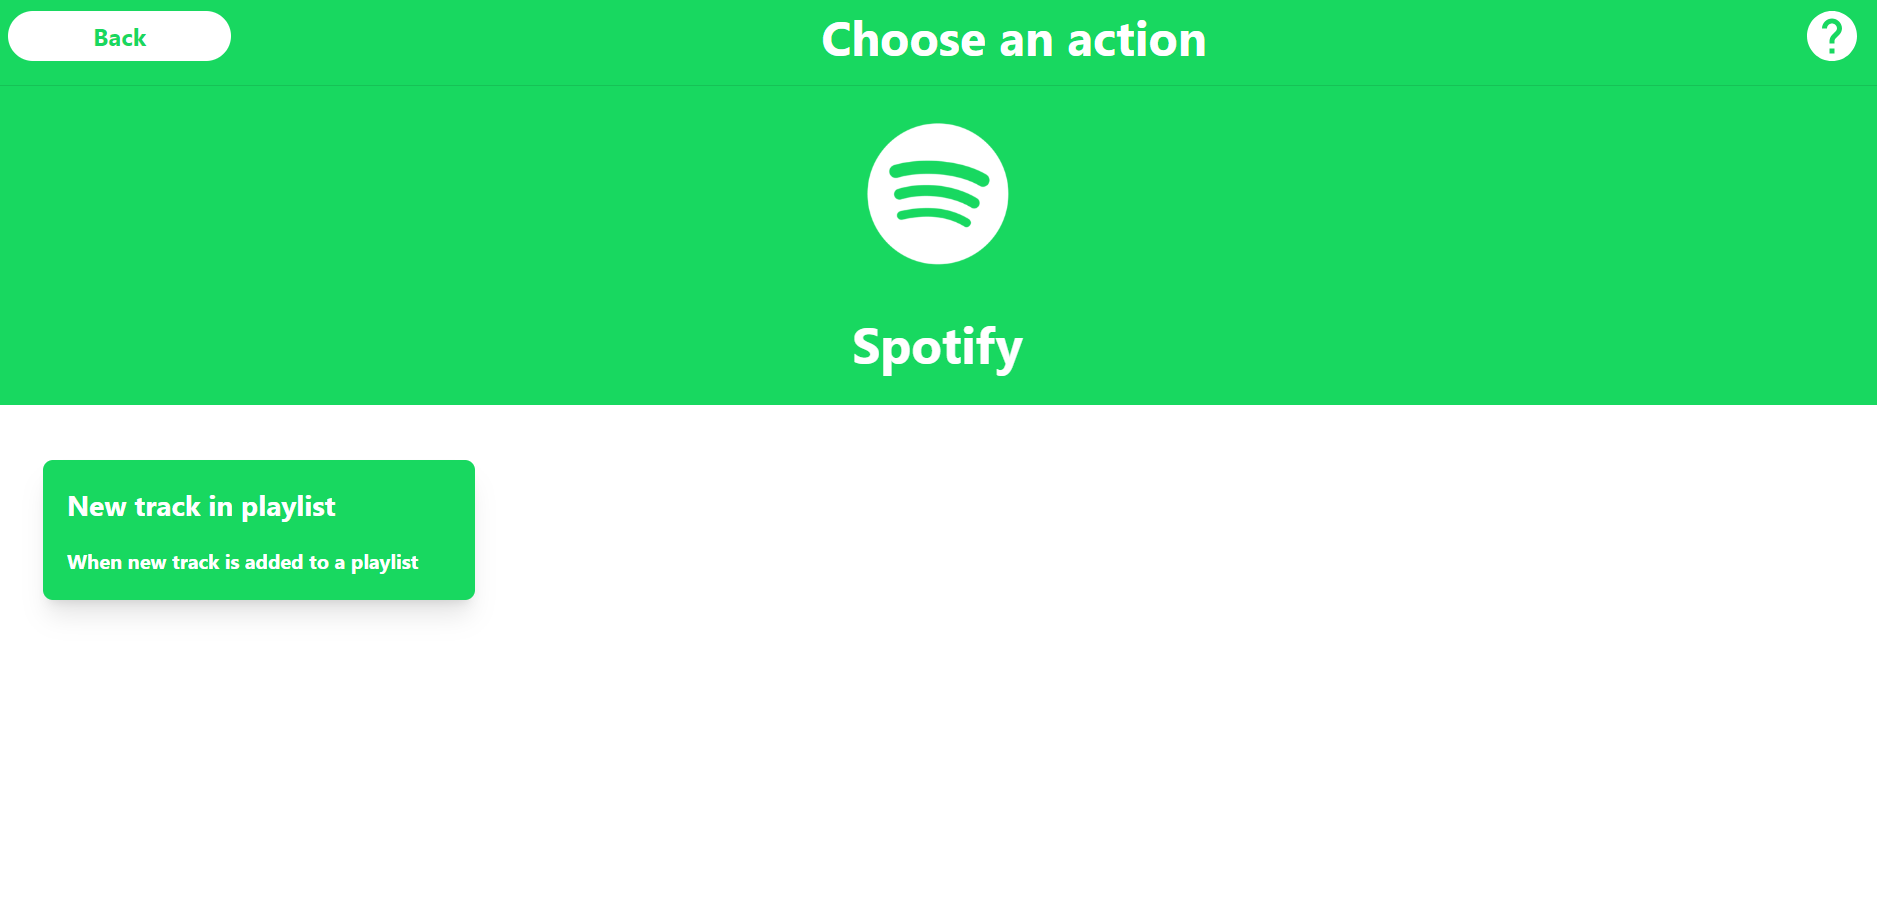 Back
Choose an action
?
Spotify
New track in playlist
When new track is added to a playlist